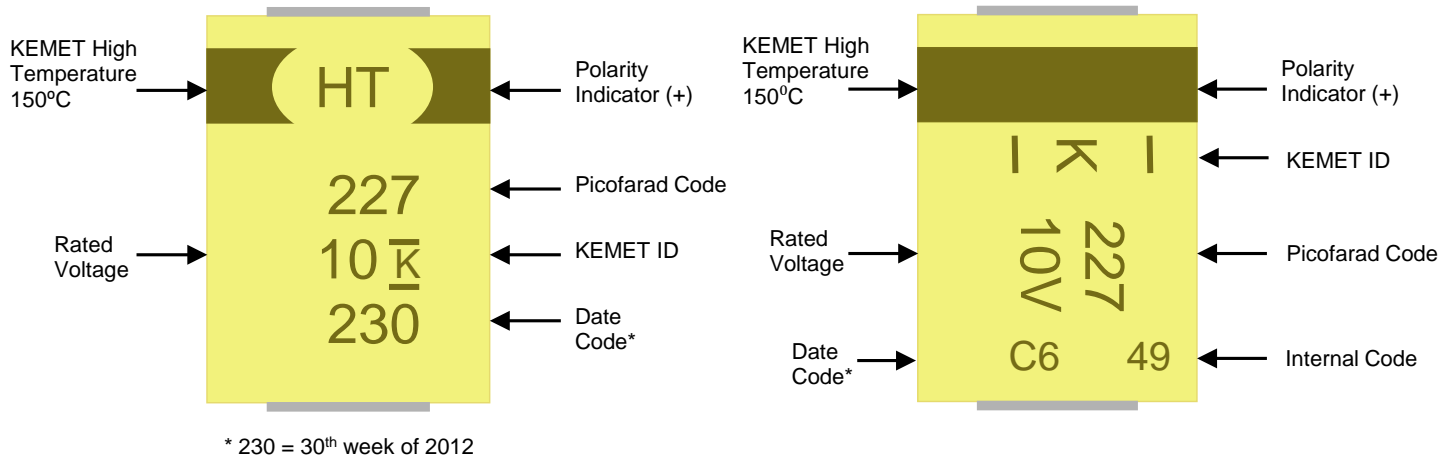 KEMET High
Temperature
150ºC
HT
Polarity
Indicator (+)
227
Picofarad Code
Rated
Voltage
10 K
KEMET ID
230
Date
Code*
* 230 = 30th week of 2012
KEMET High
Temperature
150⁰C
Polarity
Indicator (+)
K
KEMET ID
Rated
Voltage
227
10V
Picofarad Code
Date
Code*
C6 49
Internal Code